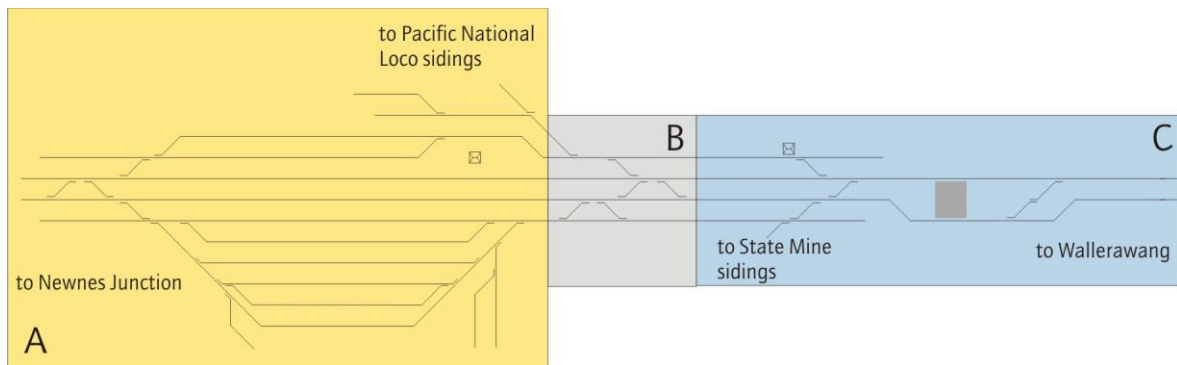 to Pacific National
Loco sidings
B
C
to State Mine
sidings
to Wallerawang
to Newnes Junction
A